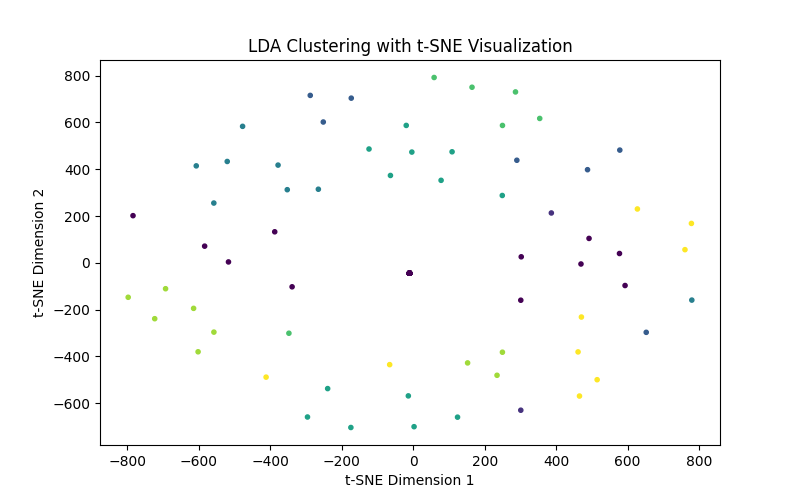 LDA Clustering with t-SNE Visualization
800
600
400
200
0
−200
−400
−600
t-SNE Dimension 2
−800 −600 −400 −200 0 200 400 600 800
t-SNE Dimension 1